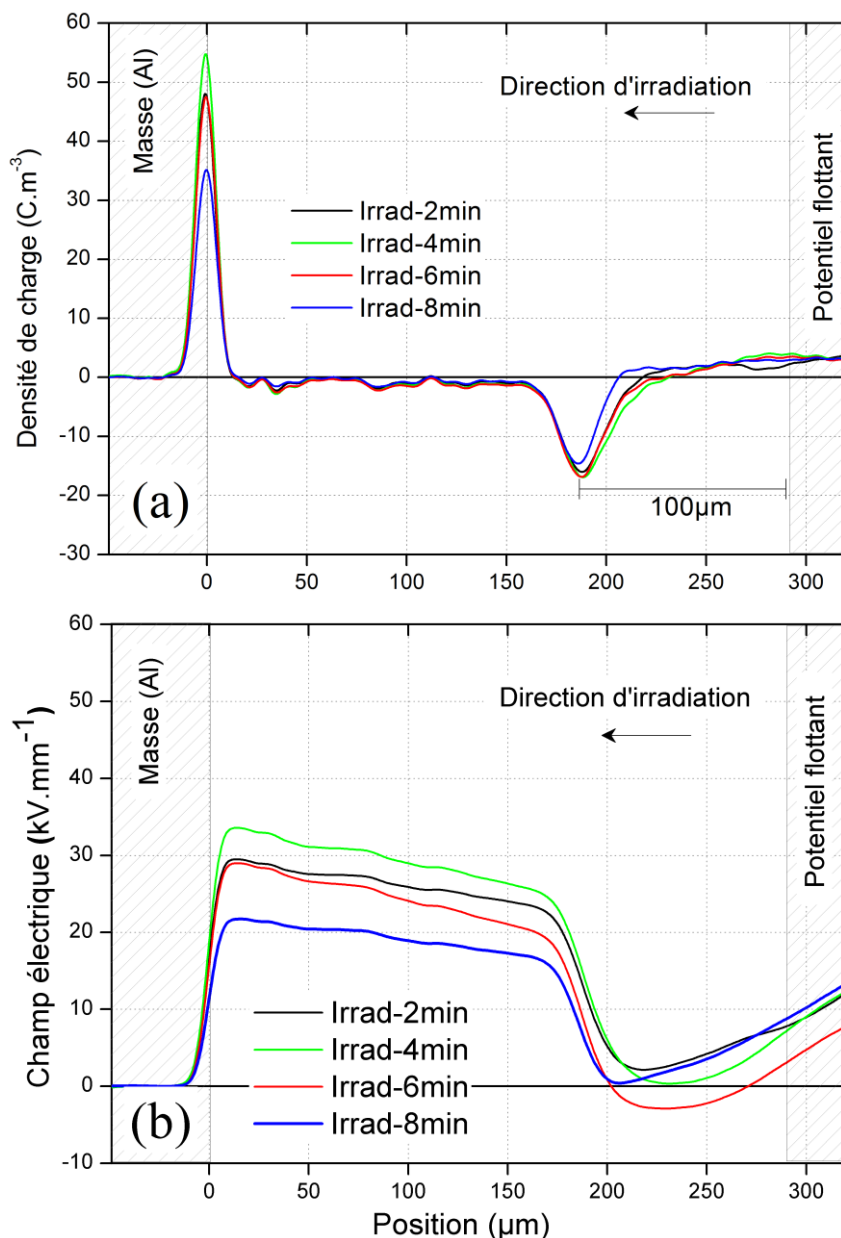 60
50
40
30
20
10
0
-10
-20
-30
Densité de charge (C.m-3)
Masse (Al)
Direction d'irradiation
Potentiel flottant
Irrad-2min
Irrad-4min
Irrad-6min
Irrad-8min
(a)
100µm
0
50
100
150
200
250
300
60
50
40
30
20
10
0
-10
Champ électrique (kV.mm-1)
Masse (Al)
Direction d'irradiation
Potentiel flottant
Irrad-2min
Irrad-4min
Irrad-6min
Irrad-8min
(b)
0
50
100
150
200
250
300
Position (µm)